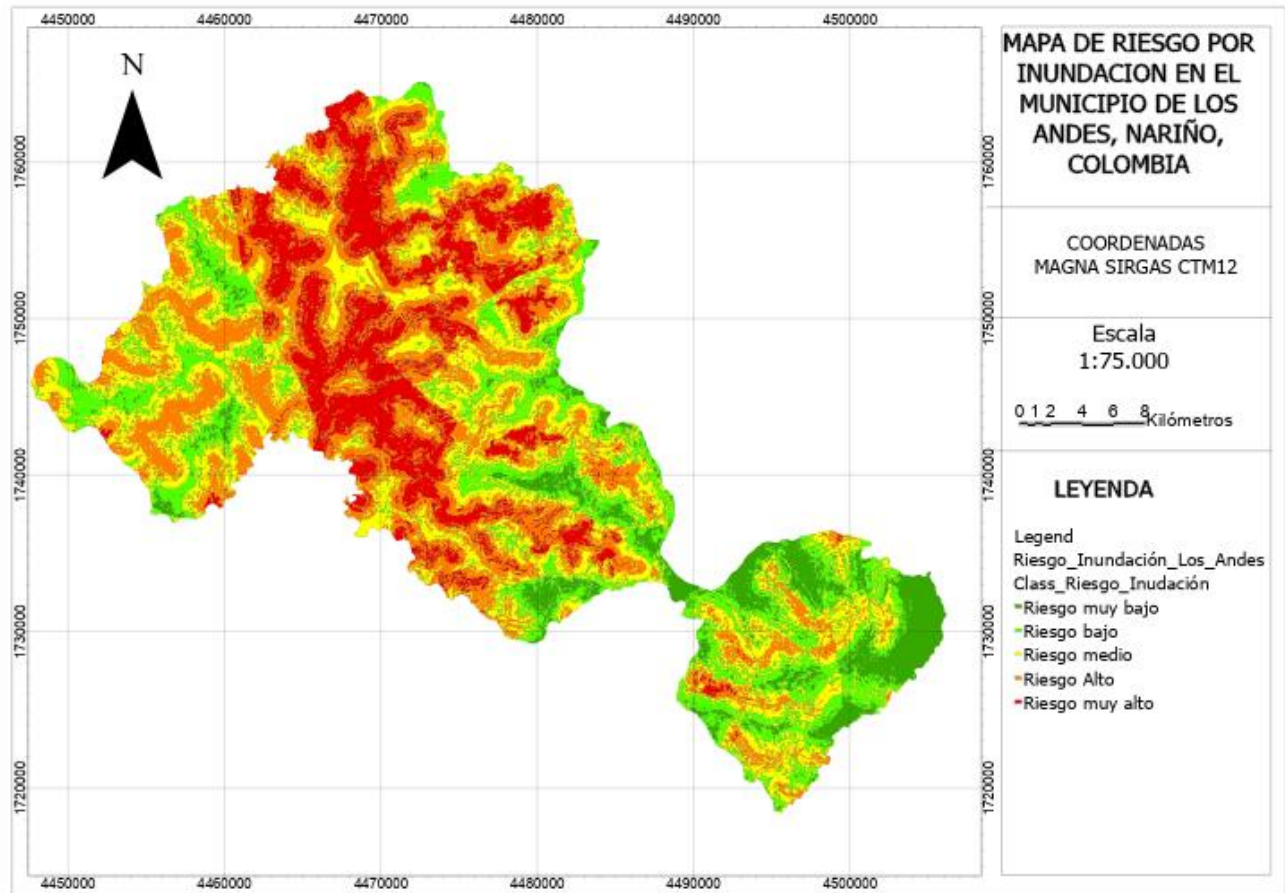 4450000 4460000 4470000 4480000 4490000 4500000
N
1760000 1760000
1750000 1750000
1740000 1740000
1730000 1730000
1720000 1720000
4450000 4460000 4470000 4480000 4490000 4500000
MAPA DE RIESGO POR
INUNDACION EN EL
MUNICIPIO DE LOS
ANDES, NARIÑO,
COLOMBIA
COORDENADAS
MAGNA SIRGAS CTM12
Escala
1:75.000
0 1 2 4 6 8 Kilómetros
LEYENDA
Legend
Riesgo_Inundación_Los_Andes
Class_Riesgo_Inudación
Riesgo muy bajo
Riesgo bajo
Riesgo medio
Riesgo Alto
Riesgo muy alto